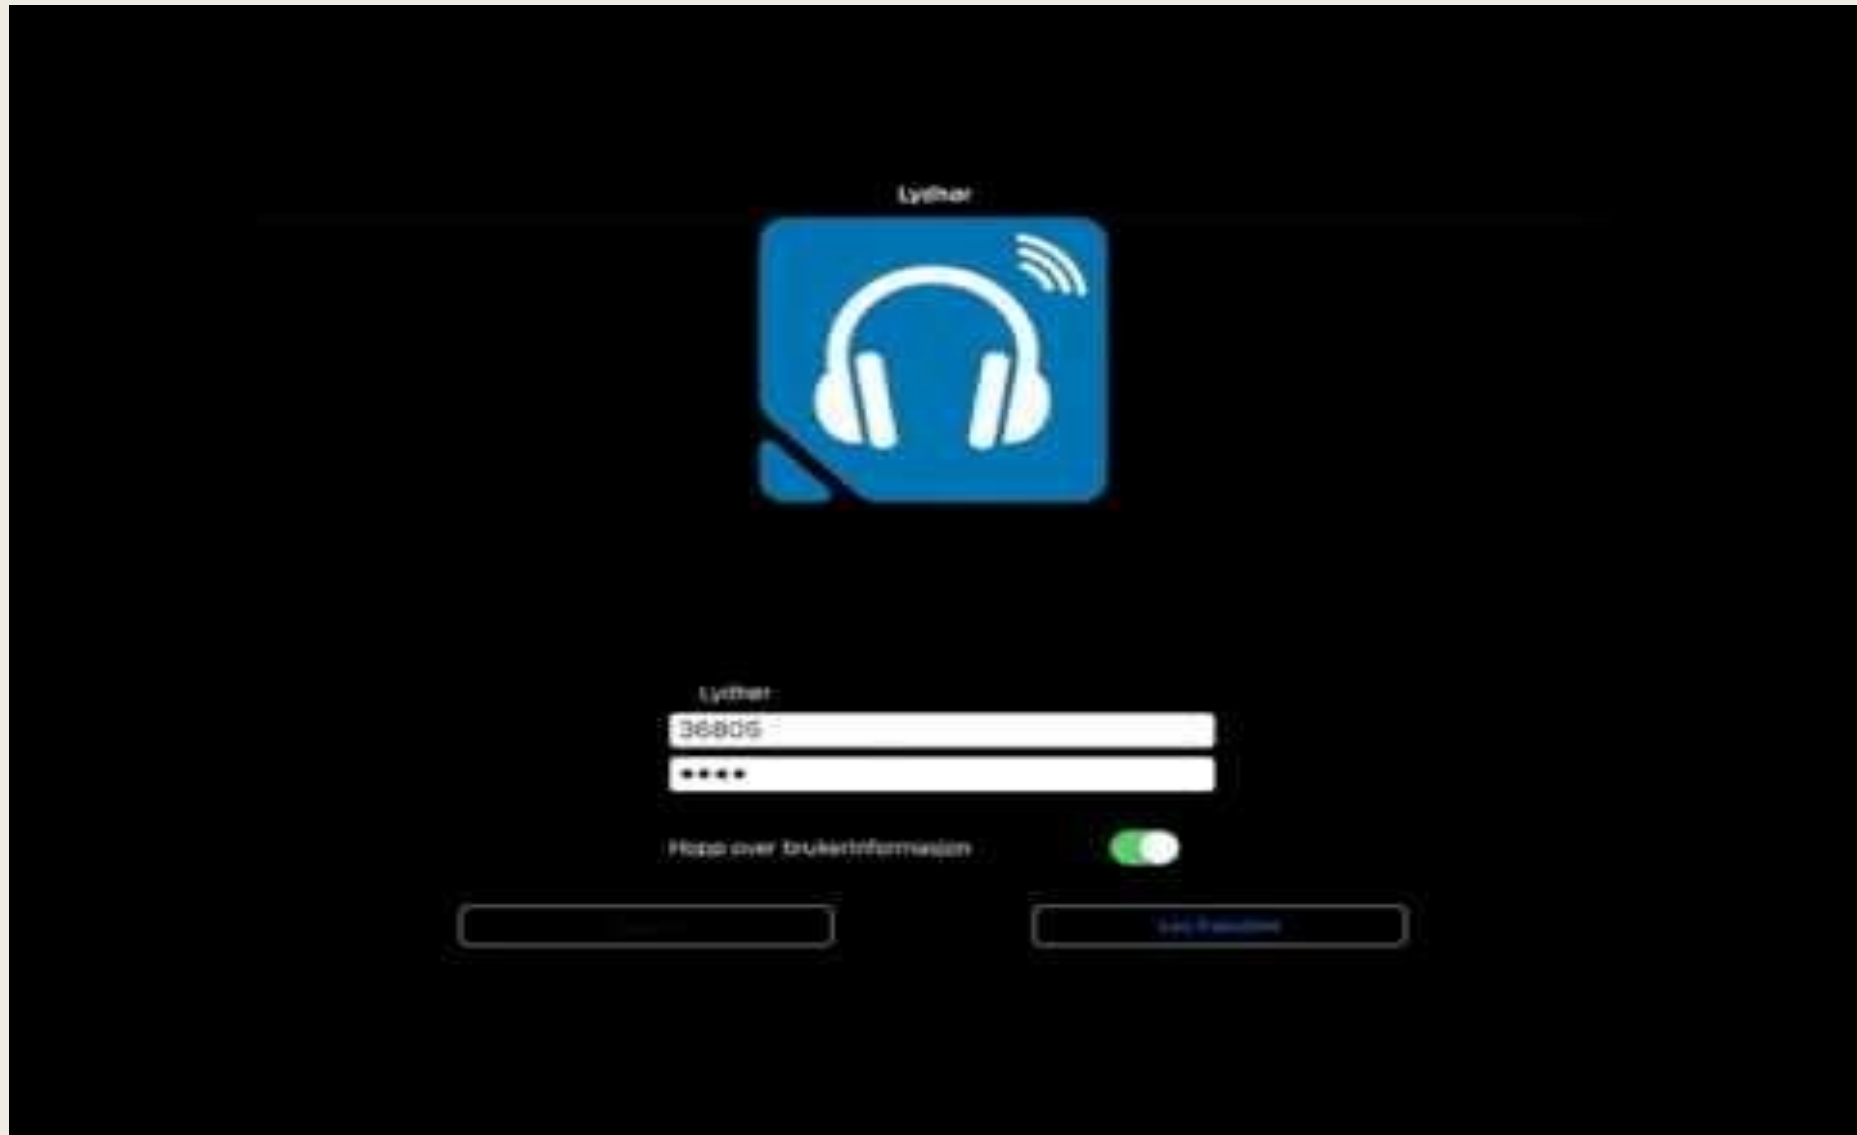 Lydhør
Lydhør
36805
••••
Hopp over brukerinformasjon